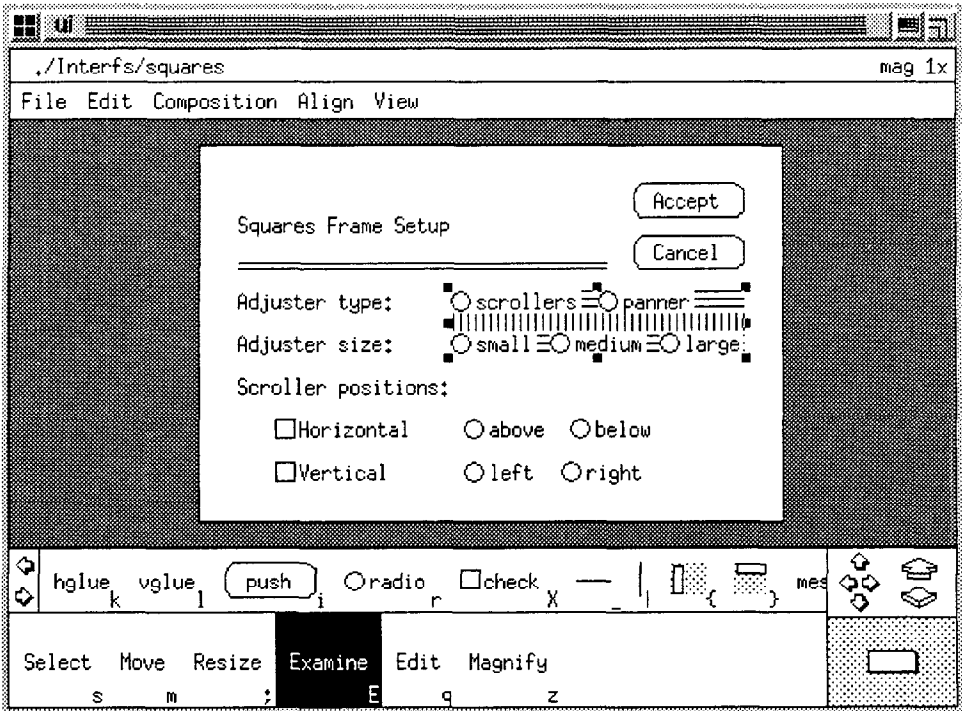 ui
./Interfs/squares mag 1x
File Edit Composition Align View
Accept
Squares Frame Setup
Cancel
Adjuster type: scrollers panner
Adjuster size: small medium large
Scroller positions:
Horizontal above below
Vertical left right
hglue vglue push radio check mes
k l i r X _ | { }
Select Move Resize Examine Edit Magnify
s m ; E q z